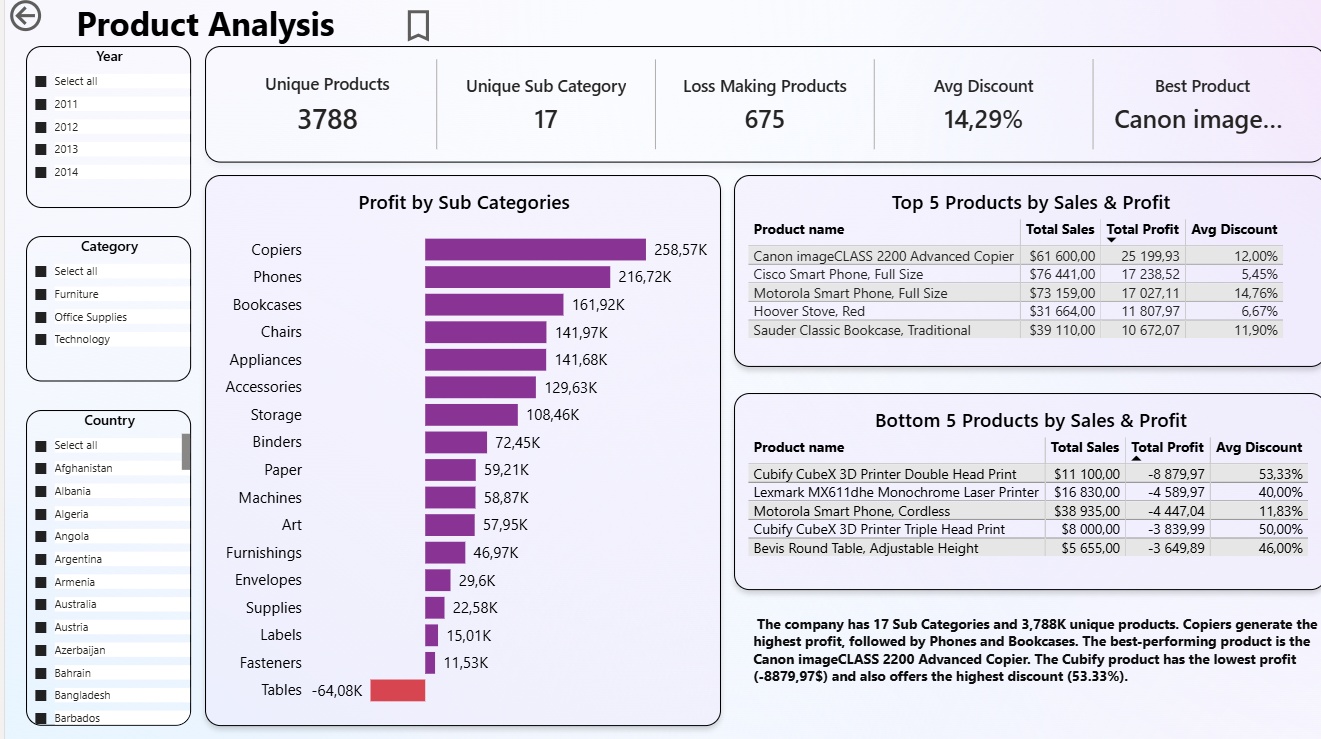 Product Analysis
Year
Select all
2011
2012
2013
2014
Category
Select all
Furniture
Office Supplies
Technology
Country
Select all
Afghanistan
Albania
Algeria
Angola
Argentina
Armenia
Australia
Austria
Azerbaijan
Bahrain
Bangladesh
Barbados
Unique Products
3788
Unique Sub Category
17
Loss Making Products
675
Avg Discount
14,29%
Best Product
Canon image...
Profit by Sub Categories
Copiers 258,57K
Phones 216,72K
Bookcases 161,92K
Chairs 141,97K
Appliances 141,68K
Accessories 129,63K
Storage 108,46K
Binders 72,45K
Paper 59,21K
Machines 58,87K
Art 57,95K
Furnishings 46,97K
Envelopes 29,6K
Supplies 22,58K
Labels 15,01K
Fasteners 11,53K
Tables -64,08K
Top 5 Products by Sales & Profit
Product name Total Sales Total Profit Avg Discount
Canon imageCLASS 2200 Advanced Copier $61 600,00 25 199,93 12,00%
Cisco Smart Phone, Full Size $76 441,00 17 238,52 5,45%
Motorola Smart Phone, Full Size $73 159,00 17 027,11 14,76%
Hoover Stove, Red $31 664,00 11 807,97 6,67%
Sauder Classic Bookcase, Traditional $39 110,00 10 672,07 11,90%
Bottom 5 Products by Sales & Profit
Product name Total Sales Total Profit Avg Discount
Cubify CubeX 3D Printer Double Head Print $11 100,00 -8 879,97 53,33%
Lexmark MX611dhe Monochrome Laser Printer $16 830,00 -4 589,97 40,00%
Motorola Smart Phone, Cordless $38 935,00 -4 447,04 11,83%
Cubify CubeX 3D Printer Triple Head Print $8 000,00 -3 839,99 50,00%
Bevis Round Table, Adjustable Height $5 655,00 -3 649,89 46,00%
The company has 17 Sub Categories and 3,788K unique products. Copiers generate the
highest profit, followed by Phones and Bookcases. The best-performing product is the
Canon imageCLASS 2200 Advanced Copier. The Cubify product has the lowest profit
(-8879,97$) and also offers the highest discount (53.33%).